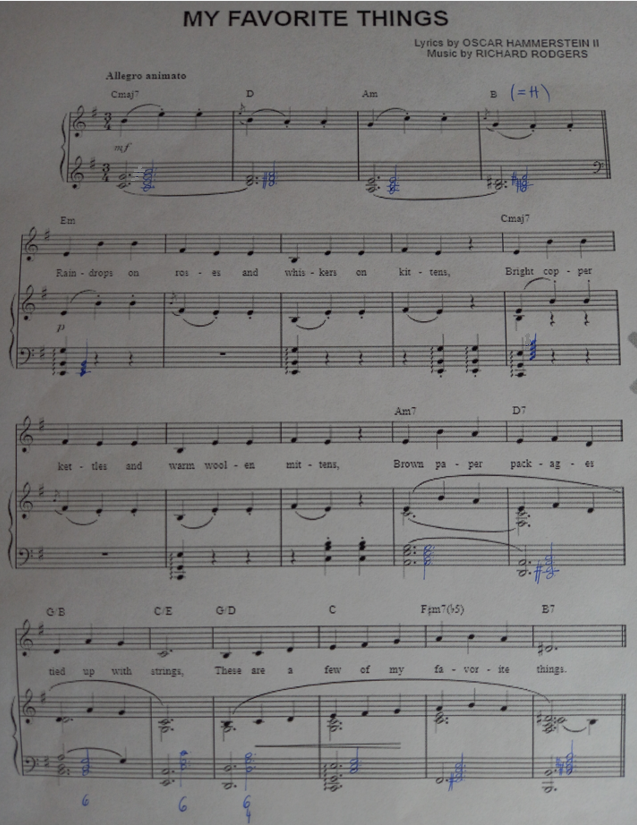 MY FAVORITE THINGS
Lyrics by OSCAR HAMMERSTEIN II
Music by RICHARD RODGERS
Allegro animato
Cmaj7 D Am B (=H)
mf
Em Cmaj7
Rain - drops on ros - es and whis - kers on kit - tens, Bright cop - per
p
Am7 D7
ket - tles and warm wool - en mit - tens, Brown pa - per pack - ag - es
G/B C/E G/D C F#m7(b5) B7
tied up with strings, These are a few of my fa - vor - ite things.
6 6 6
4